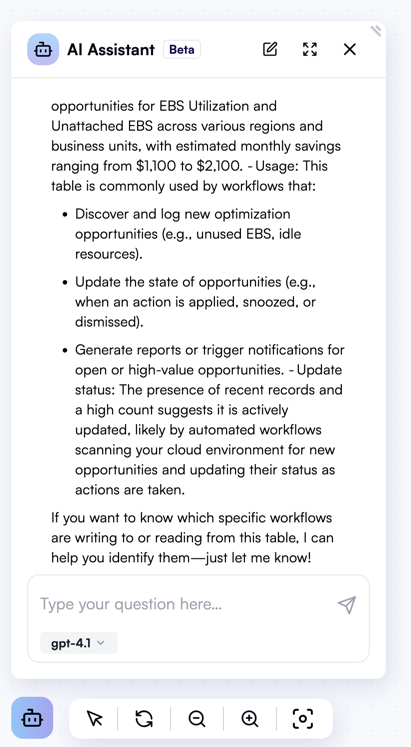 AI Assistant Beta
opportunities for EBS Utilization and
Unattached EBS across various regions and
business units, with estimated monthly savings
ranging from $1,100 to $2,100. - Usage: This
table is commonly used by workflows that:
• Discover and log new optimization
opportunities (e.g., unused EBS, idle
resources).
• Update the state of opportunities (e.g.,
when an action is applied, snoozed, or
dismissed).
• Generate reports or trigger notifications for
open or high-value opportunities. - Update
status: The presence of recent records and
a high count suggests it is actively
updated, likely by automated workflows
scanning your cloud environment for new
opportunities and updating their status as
actions are taken.
If you want to know which specific workflows
are writing to or reading from this table, I can
help you identify them—just let me know!
Type your question here...
gpt-4.1